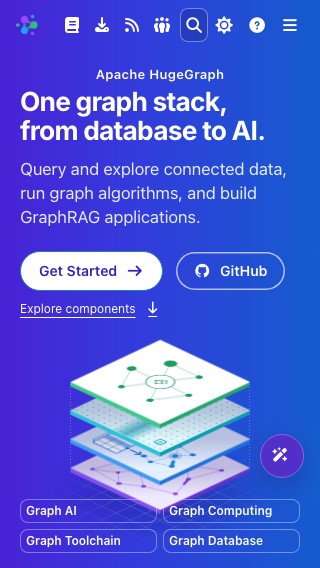 Apache HugeGraph
One graph stack,
from database to AI.
Query and explore connected data,
run graph algorithms, and build
GraphRAG applications.
Get Started
GitHub
Explore components
Graph AI
Graph Computing
Graph Toolchain
Graph Database